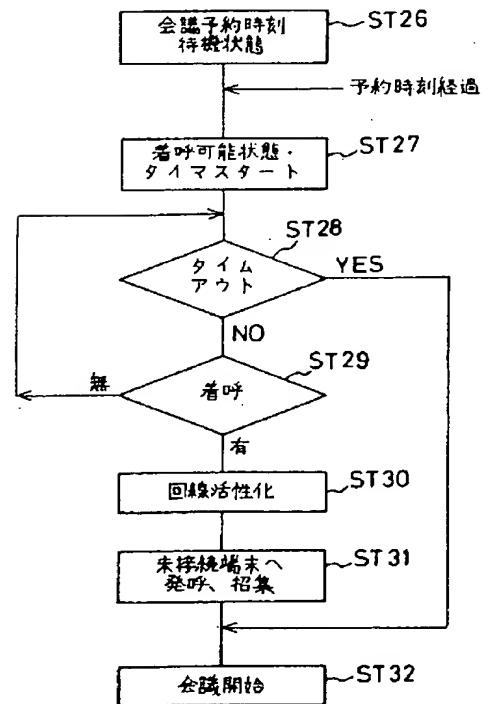 会議予約時刻
待機状態
ST26
予約時刻経過
着呼可能状態・
タイマスタート
ST27
ST28
タイム
アウト
YES
NO
ST29
無
着呼
有
回線活性化
ST30
未接続端末へ
発呼、招集
ST31
会議開始
ST32